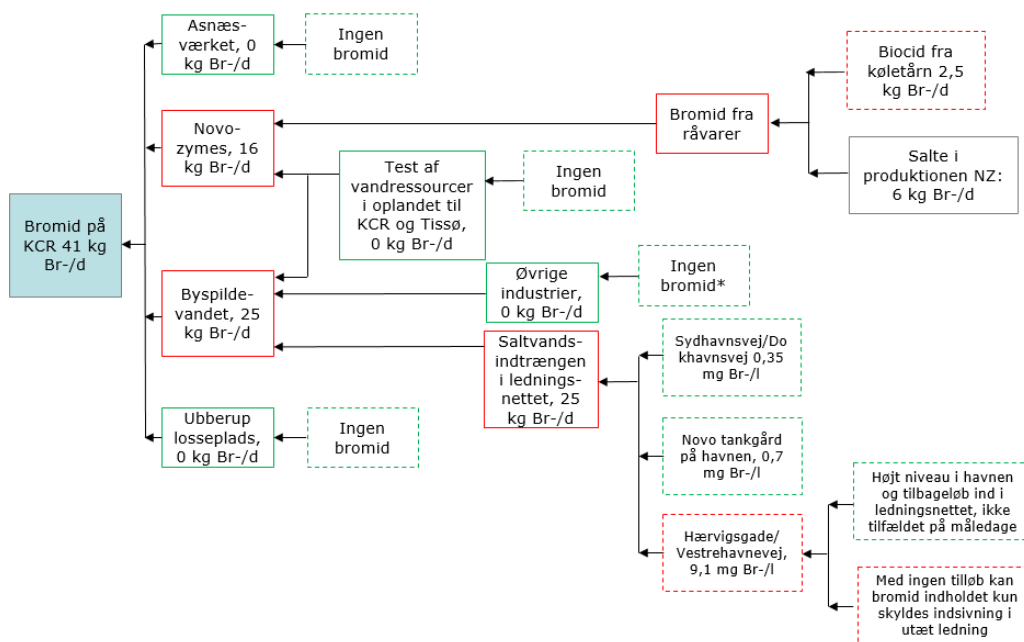 Bromid på
KCR 41 kg
Br-/d
Asnæs-
værket, 0
kg Br-/d
Ingen
bromid
Novo-
zymes, 16
kg Br-/d
Bromid fra
råvarer
Biocid fra
køletårn 2,5
kg Br-/d
Salte i
produktionen NZ:
6 kg Br-/d
Test af
vandressourcer
i oplandet til
KCR og Tissø,
0 kg Br-/d
Ingen
bromid
Byspilde-
vandet, 25
kg Br-/d
Øvrige
industrier,
0 kg Br-/d
Ingen
bromid*
Saltvands-
indtrængen
i lednings-
nettet, 25
kg Br-/d
Sydhavnsvej/Do
khavnsvej 0,35
mg Br-/l
Novo tankgård
på havnen, 0,7
mg Br-/l
Hærvigsgade/
Vestrehavnevej,
9,1 mg Br-/l
Højt niveau i havnen
og tilbageløb ind i
ledningsnettet, ikke
tilfældet på måledage
Med ingen tilløb kan
bromid indholdet kun
skyldes indsivning i
utæt ledning
Ubberup
losseplads,
0 kg Br-/d
Ingen
bromid